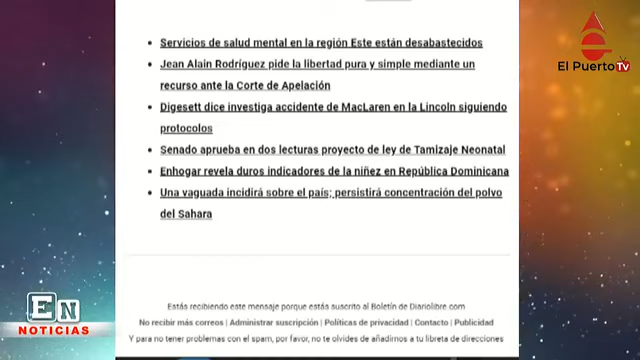 El Puerto Tv
Servicios de salud mental en la región Este están desabastecidos
Jean Alain Rodríguez pide la libertad pura y simple mediante un
recurso ante la Corte de Apelación
Digesett dice investiga accidente de MacLaren en la Lincoln siguiendo
protocolos
Senado aprueba en dos lecturas proyecto de ley de Tamizaje Neonatal
Enhogar revela duros indicadores de la niñez en República Dominicana
Una vaguada incidirá sobre el país; persistirá concentración del polvo
del Sahara
Estás recibiendo este mensaje porque estás suscrito al Boletín de Diariolibre.com
No recibir más correos | Administrar suscripción | Políticas de privacidad | Contacto | Publicidad
Y para no tener problemas con el spam, por favor, no te olvides de añadirnos a tu libreta de direcciones
EN
NOTICIAS